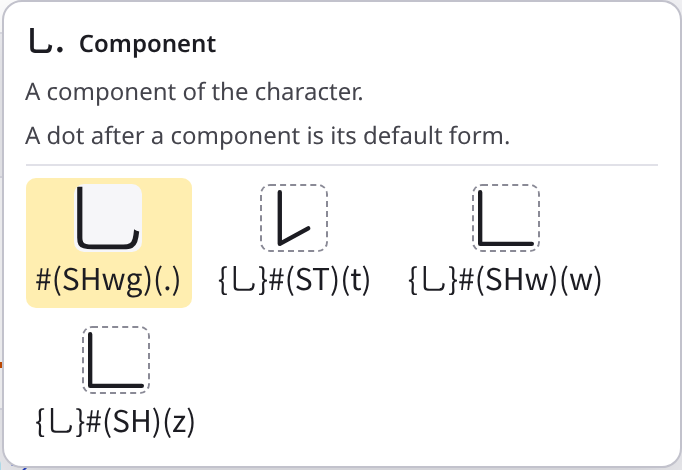 乚. Component
A component of the character.
A dot after a component is its default form.
#(SHwg)(.)
{乚}#(ST)(t)
{乚}#(SHw)(w)
{乚}#(SH)(z)